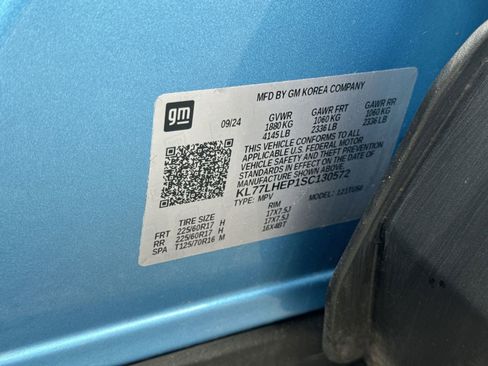 gm
MFD BY GM KOREA COMPANY
09/24 GVWR GAWR FRT GAWR RR
1880 KG 1060 KG 1060 KG
4145 LB 2336 LB 2336 LB
THIS VEHICLE CONFORMS TO ALL
APPLICABLE U.S. FEDERAL MOTOR
VEHICLE SAFETY AND THEFT
PREVENTION STANDARDS IN EFFECT
ON THE DATE OF MANUFACTURE
SHOWN ABOVE.
KL77LHEP1SC130572
TYPE: MPV MODEL: 1TU58
TIRE SIZE RIM
FRT 225/60R17 H 17X7.5J
RR 225/60R17 H 17X7.5J
SPA T125/70R16 M 16X4BT